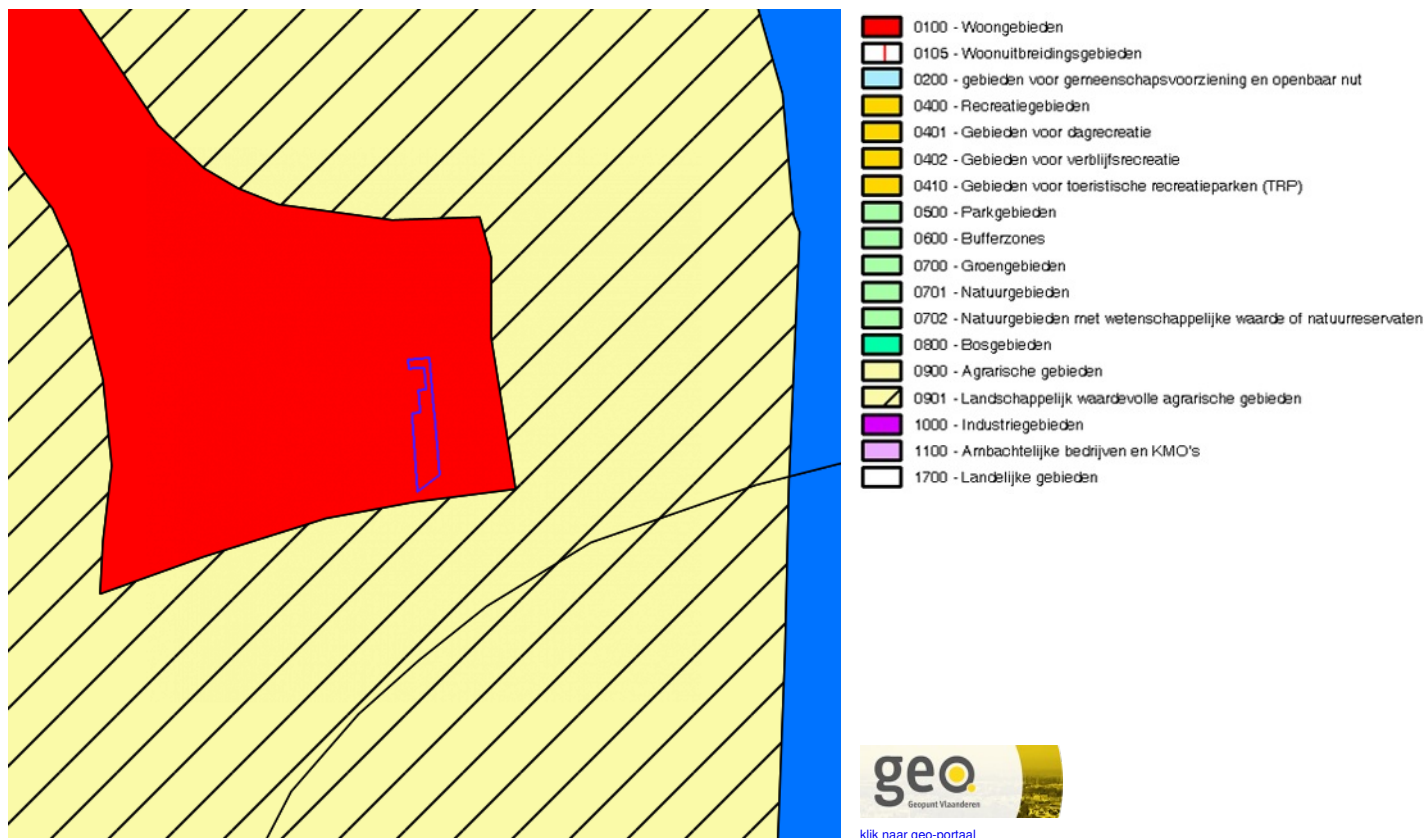 0100 - Woongebieden
0105 - Woonuitbreidingsgebieden
0200 - gebieden voor gemeenschapsvoorziening en openbaar nut
0400 - Recreatiegebieden
0401 - Gebieden voor dagrecreatie
0402 - Gebieden voor verblijfsrecreatie
0410 - Gebieden voor toeristische recreatieparken (TRP)
0500 - Parkgebieden
0600 - Bufferzones
0700 - Groengebieden
0701 - Natuurgebieden
0702 - Natuurgebieden met wetenschappelijke waarde of natuurreservaten
0800 - Bosgebieden
0900 - Agrarische gebieden
0901 - Landschappelijk waardevolle agrarische gebieden
1000 - Industriegebieden
1100 - Ambachtelijke bedrijven en KMO's
1700 - Landelijke gebieden
geo.
Geopunt Vlaanderen
klik naar geo-portaal